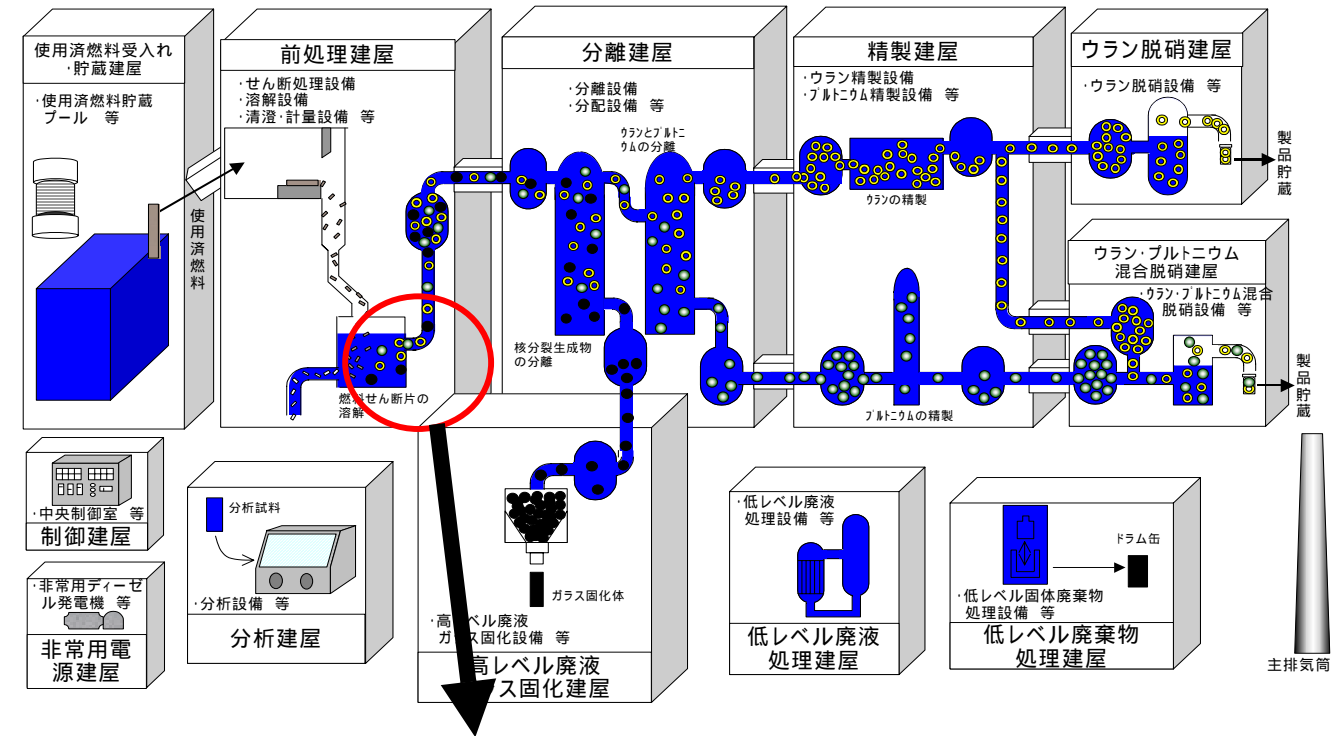 使用済燃料受入れ
・貯蔵建屋
・使用済燃料貯蔵
プール 等
使用済燃料
前処理建屋
・せん断処理設備
・溶解設備
・清澄・計量設備 等
燃料せん断片の
溶解
分離建屋
・分離設備
・分配設備 等
ウランとプルトニ
ウムの分離
核分裂生成物
の分離
精製建屋
・ウラン精製設備
・プルトニウム精製設備 等
ウランの精製
プルトニウムの精製
ウラン脱硝建屋
・ウラン脱硝設備 等
製品貯蔵
ウラン・プルトニウム
混合脱硝建屋
・ウラン・プルトニウム混合
脱硝設備 等
製品貯蔵
・中央制御室 等
制御建屋
・非常用ディーゼ
ル発電機 等
非常用電
源建屋
分析試料
・分析設備 等
分析建屋
ガラス固化体
・高レベル廃液
ガラス固化設備 等
高レベル廃液
ス固化建屋
・低レベル廃液
処理設備 等
低レベル廃液
処理建屋
ドラム缶
・低レベル固体廃棄物
処理設備 等
低レベル廃棄物
処理建屋
主排気筒